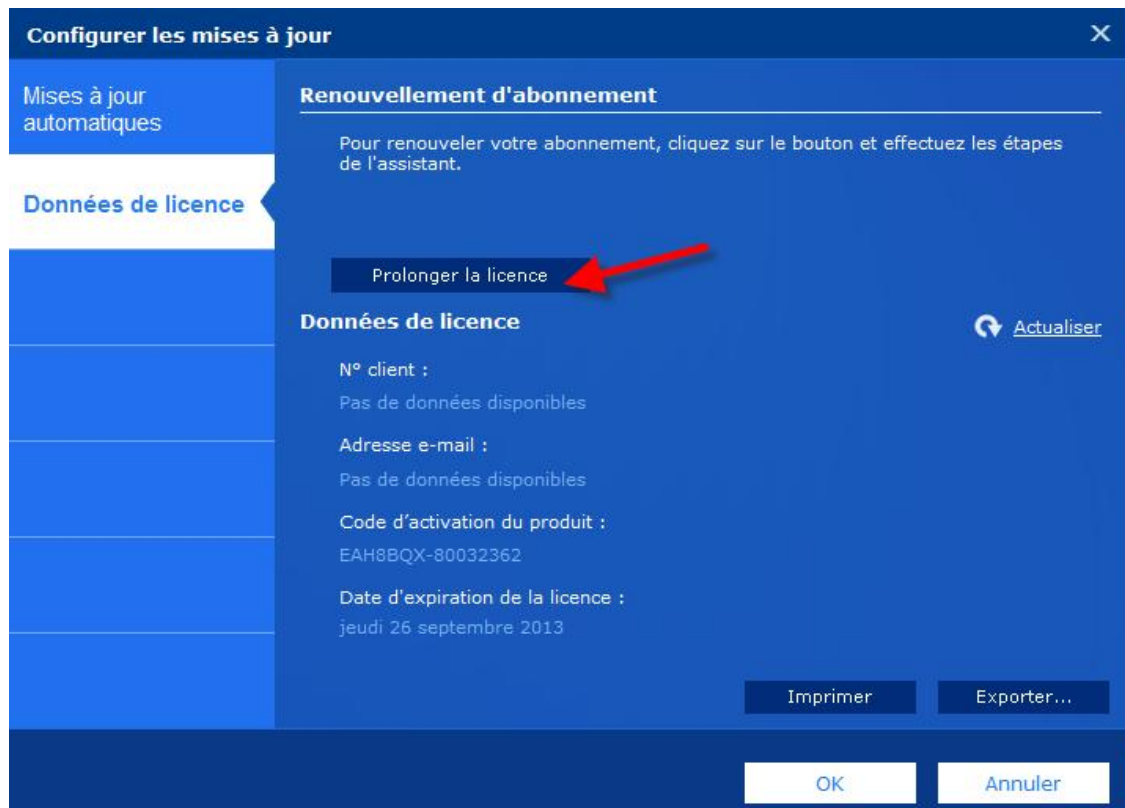 Configurer les mises à jour
Mises à jour
automatiques
Données de licence
Renouvellement d'abonnement
Pour renouveler votre abonnement, cliquez sur le bouton et effectuez les étapes
de l'assistant.
Prolonger la licence
Données de licence
Actualiser
N° client :
Pas de données disponibles
Adresse e-mail :
Pas de données disponibles
Code d’activation du produit :
EAH8BQX-80032362
Date d'expiration de la licence :
jeudi 26 septembre 2013
Imprimer
Exporter...
OK
Annuler